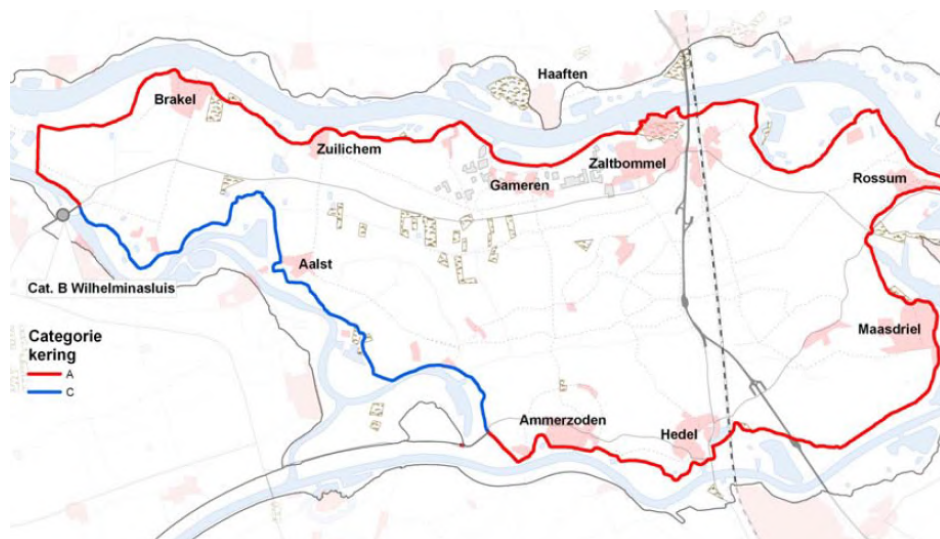 Haaften
Brakel
Zuilichem
Zaltbommel
Gameren
Rossum
Aalst
Cat. B Wilhelminasluis
Maasdriel
Categorie
kering
A
C
Ammerzoden
Hedel